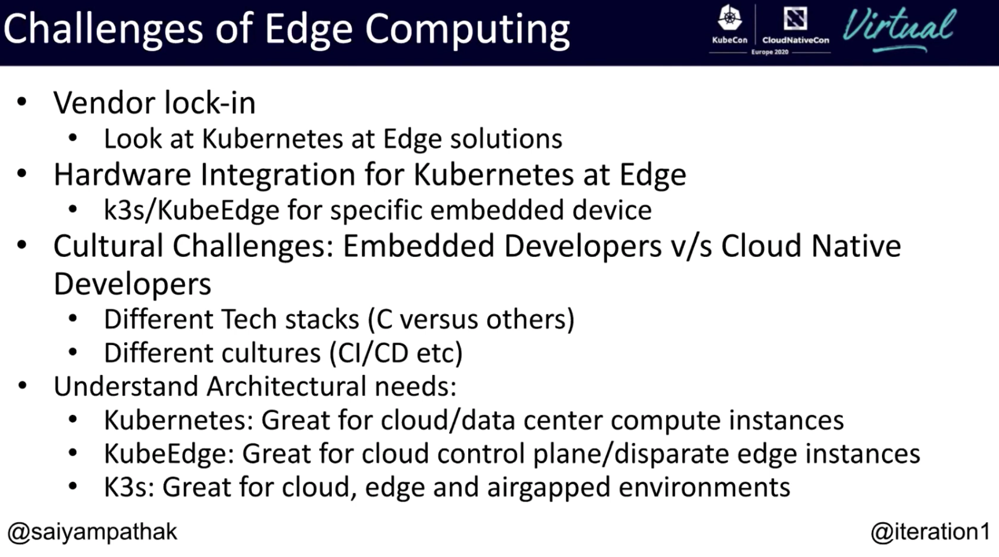 Challenges of Edge Computing
KubeCon
CloudNativeCon
Europe 2020
Virtual
• Vendor lock-in
• Look at Kubernetes at Edge solutions
• Hardware Integration for Kubernetes at Edge
• k3s/KubeEdge for specific embedded device
• Cultural Challenges: Embedded Developers v/s Cloud Native
Developers
• Different Tech stacks (C versus others)
• Different cultures (CI/CD etc)
• Understand Architectural needs:
• Kubernetes: Great for cloud/data center compute instances
• KubeEdge: Great for cloud control plane/disparate edge instances
• K3s: Great for cloud, edge and airgapped environments
@saiyampathak
@iteration1